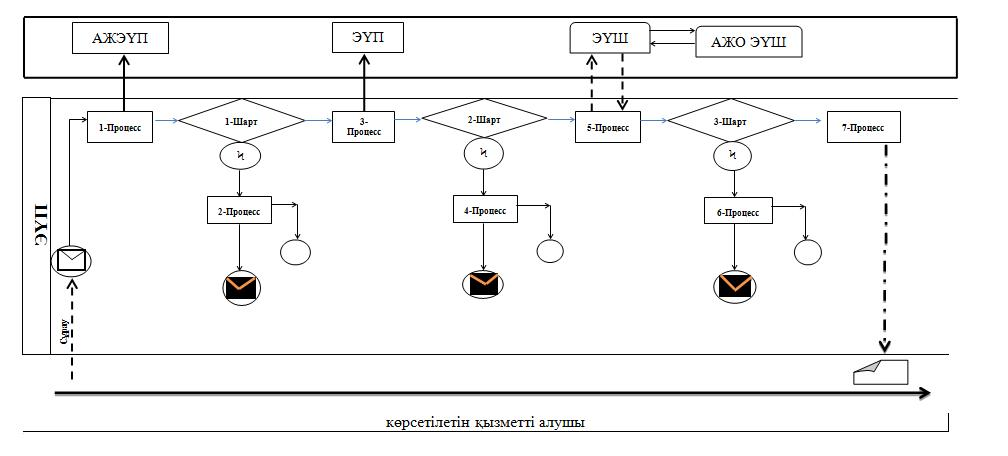 АЖЭҮП
ЭҮП
ЭҮШ
АЖО ЭҮШ
ЭҮП
1-Процесс
1-Шарт
3-
Процесс
2-Шарт
5-Процесс
3-Шарт
7-Процесс
2-Процесс
4-Процесс
6-Процесс
Сұрау
көрсетілетін қызметті алушы